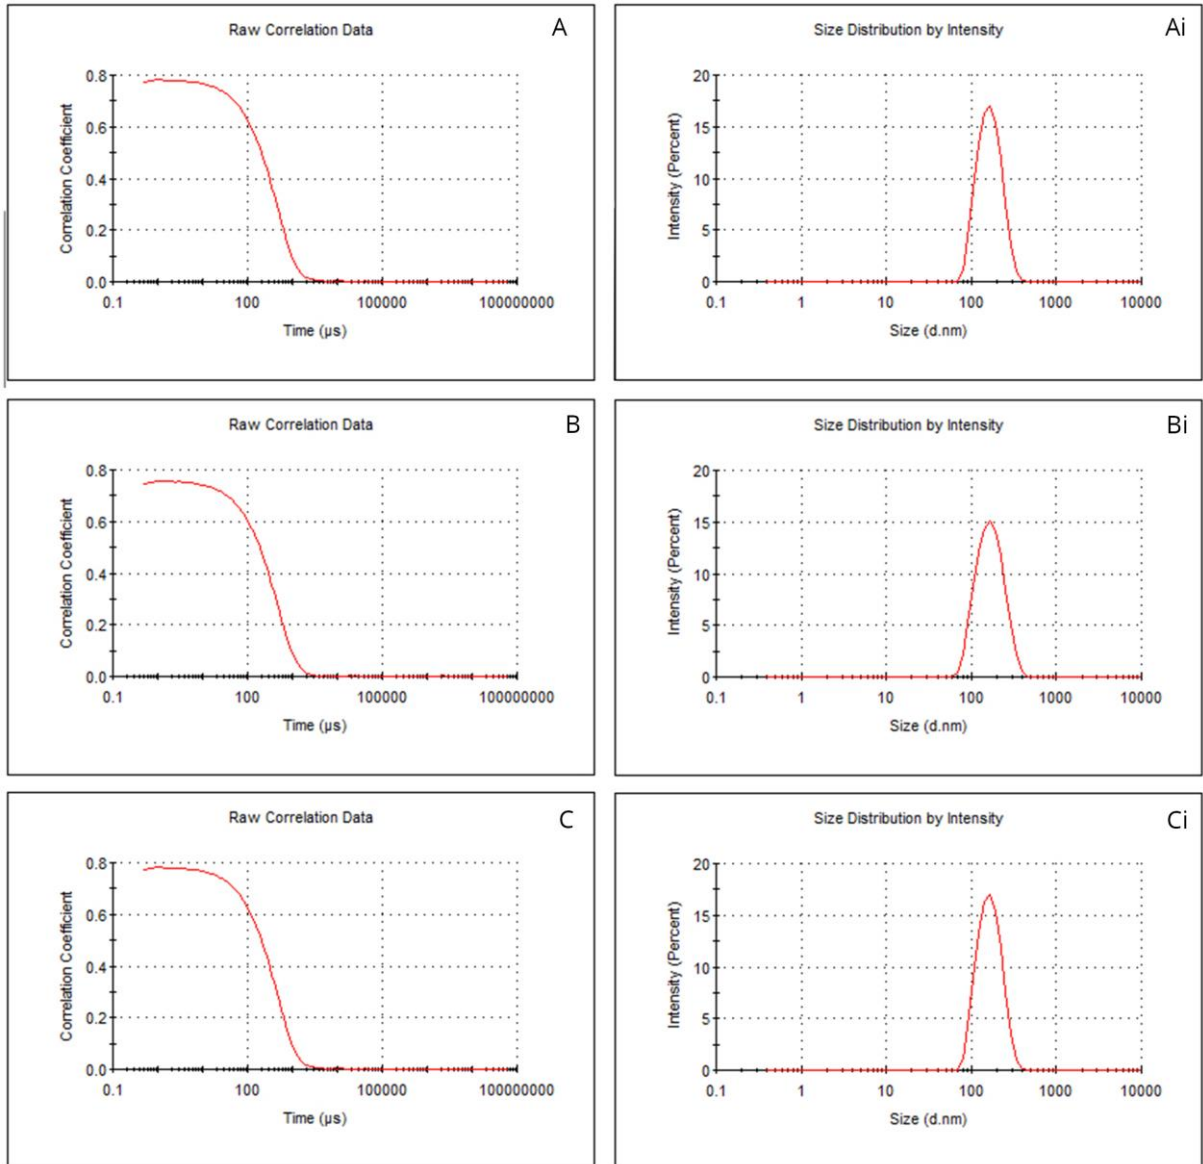 Raw Correlation Data
A
0.8
0.6
0.4
0.2
0.0
Correlation Coefficient
0.1 100 100000 100000000
Time (µs)
Size Distribution by Intensity
Ai
20
15
10
5
0
Intensity (Percent)
0.1 1 10 100 1000 10000
Size (d.nm)
Raw Correlation Data
B
0.8
0.6
0.4
0.2
0.0
Correlation Coefficient
0.1 100 100000 100000000
Time (µs)
Size Distribution by Intensity
Bi
20
15
10
5
0
Intensity (Percent)
0.1 1 10 100 1000 10000
Size (d.nm)
Raw Correlation Data
C
0.8
0.6
0.4
0.2
0.0
Correlation Coefficient
0.1 100 100000 100000000
Time (µs)
Size Distribution by Intensity
Ci
20
15
10
5
0
Intensity (Percent)
0.1 1 10 100 1000 10000
Size (d.nm)